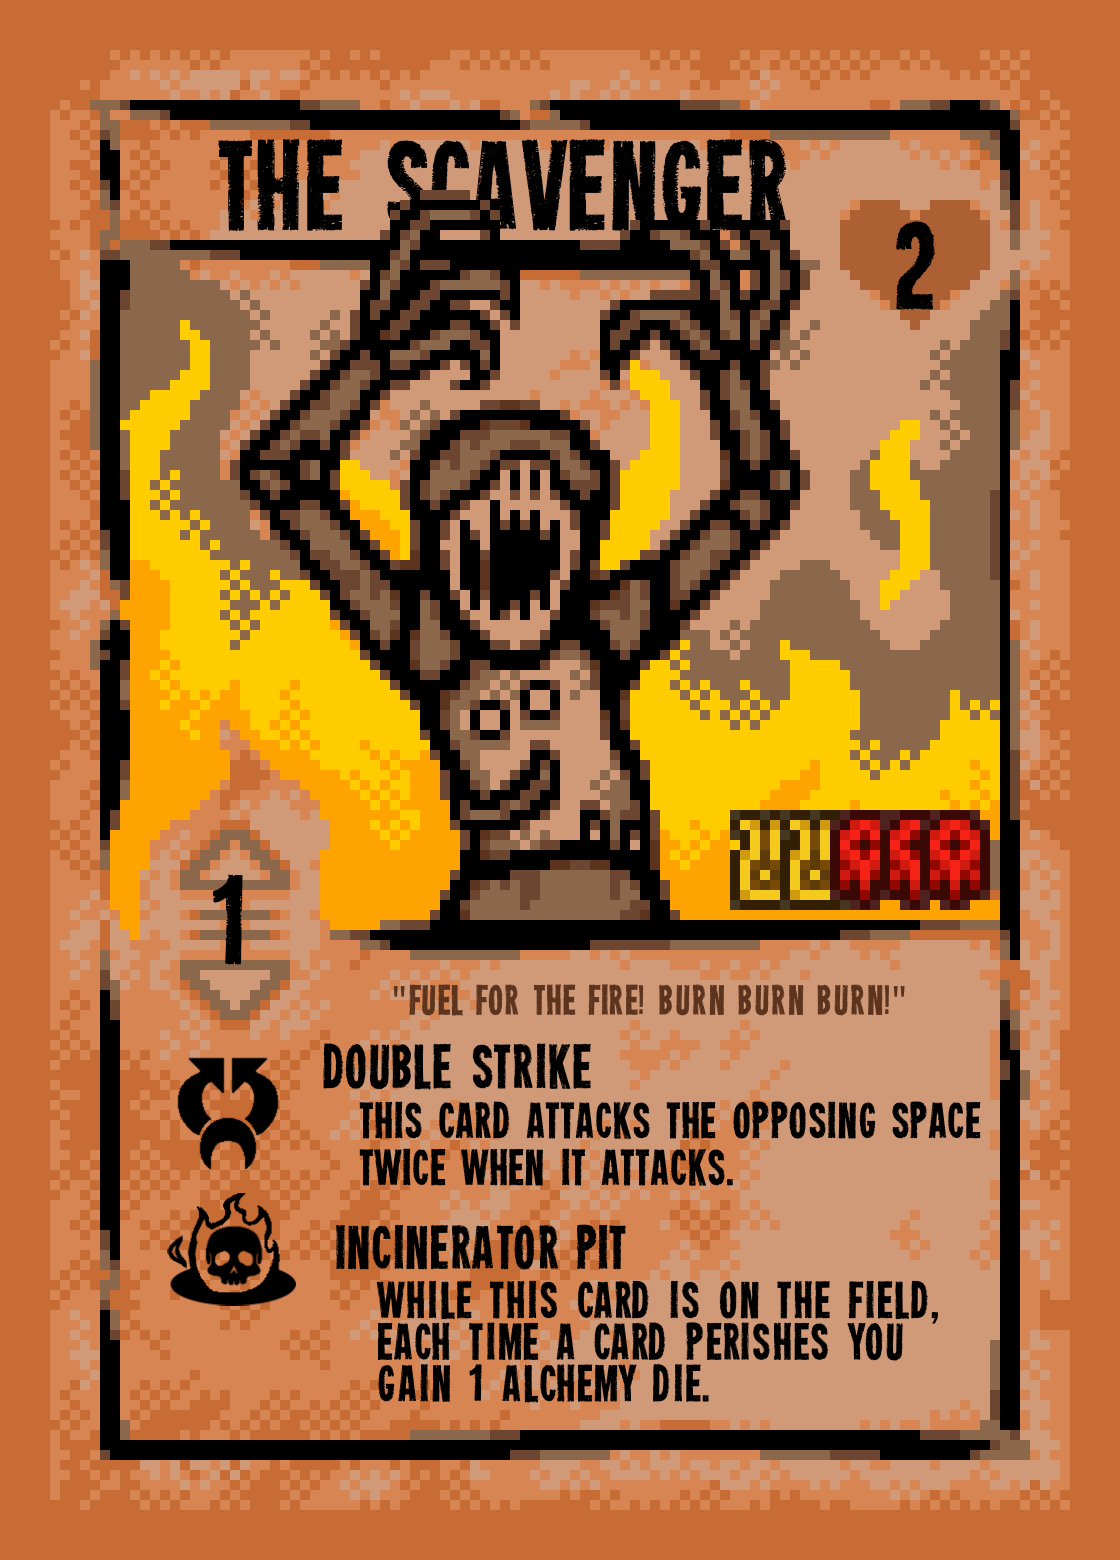 THE SCAVENGER
2
1
"FUEL FOR THE FIRE! BURN BURN BURN!"
DOUBLE STRIKE
THIS CARD ATTACKS THE OPPOSING SPACE
TWICE WHEN IT ATTACKS.
INCINERATOR PIT
WHILE THIS CARD IS ON THE FIELD,
EACH TIME A CARD PERISHES YOU
GAIN 1 ALCHEMY DIE.